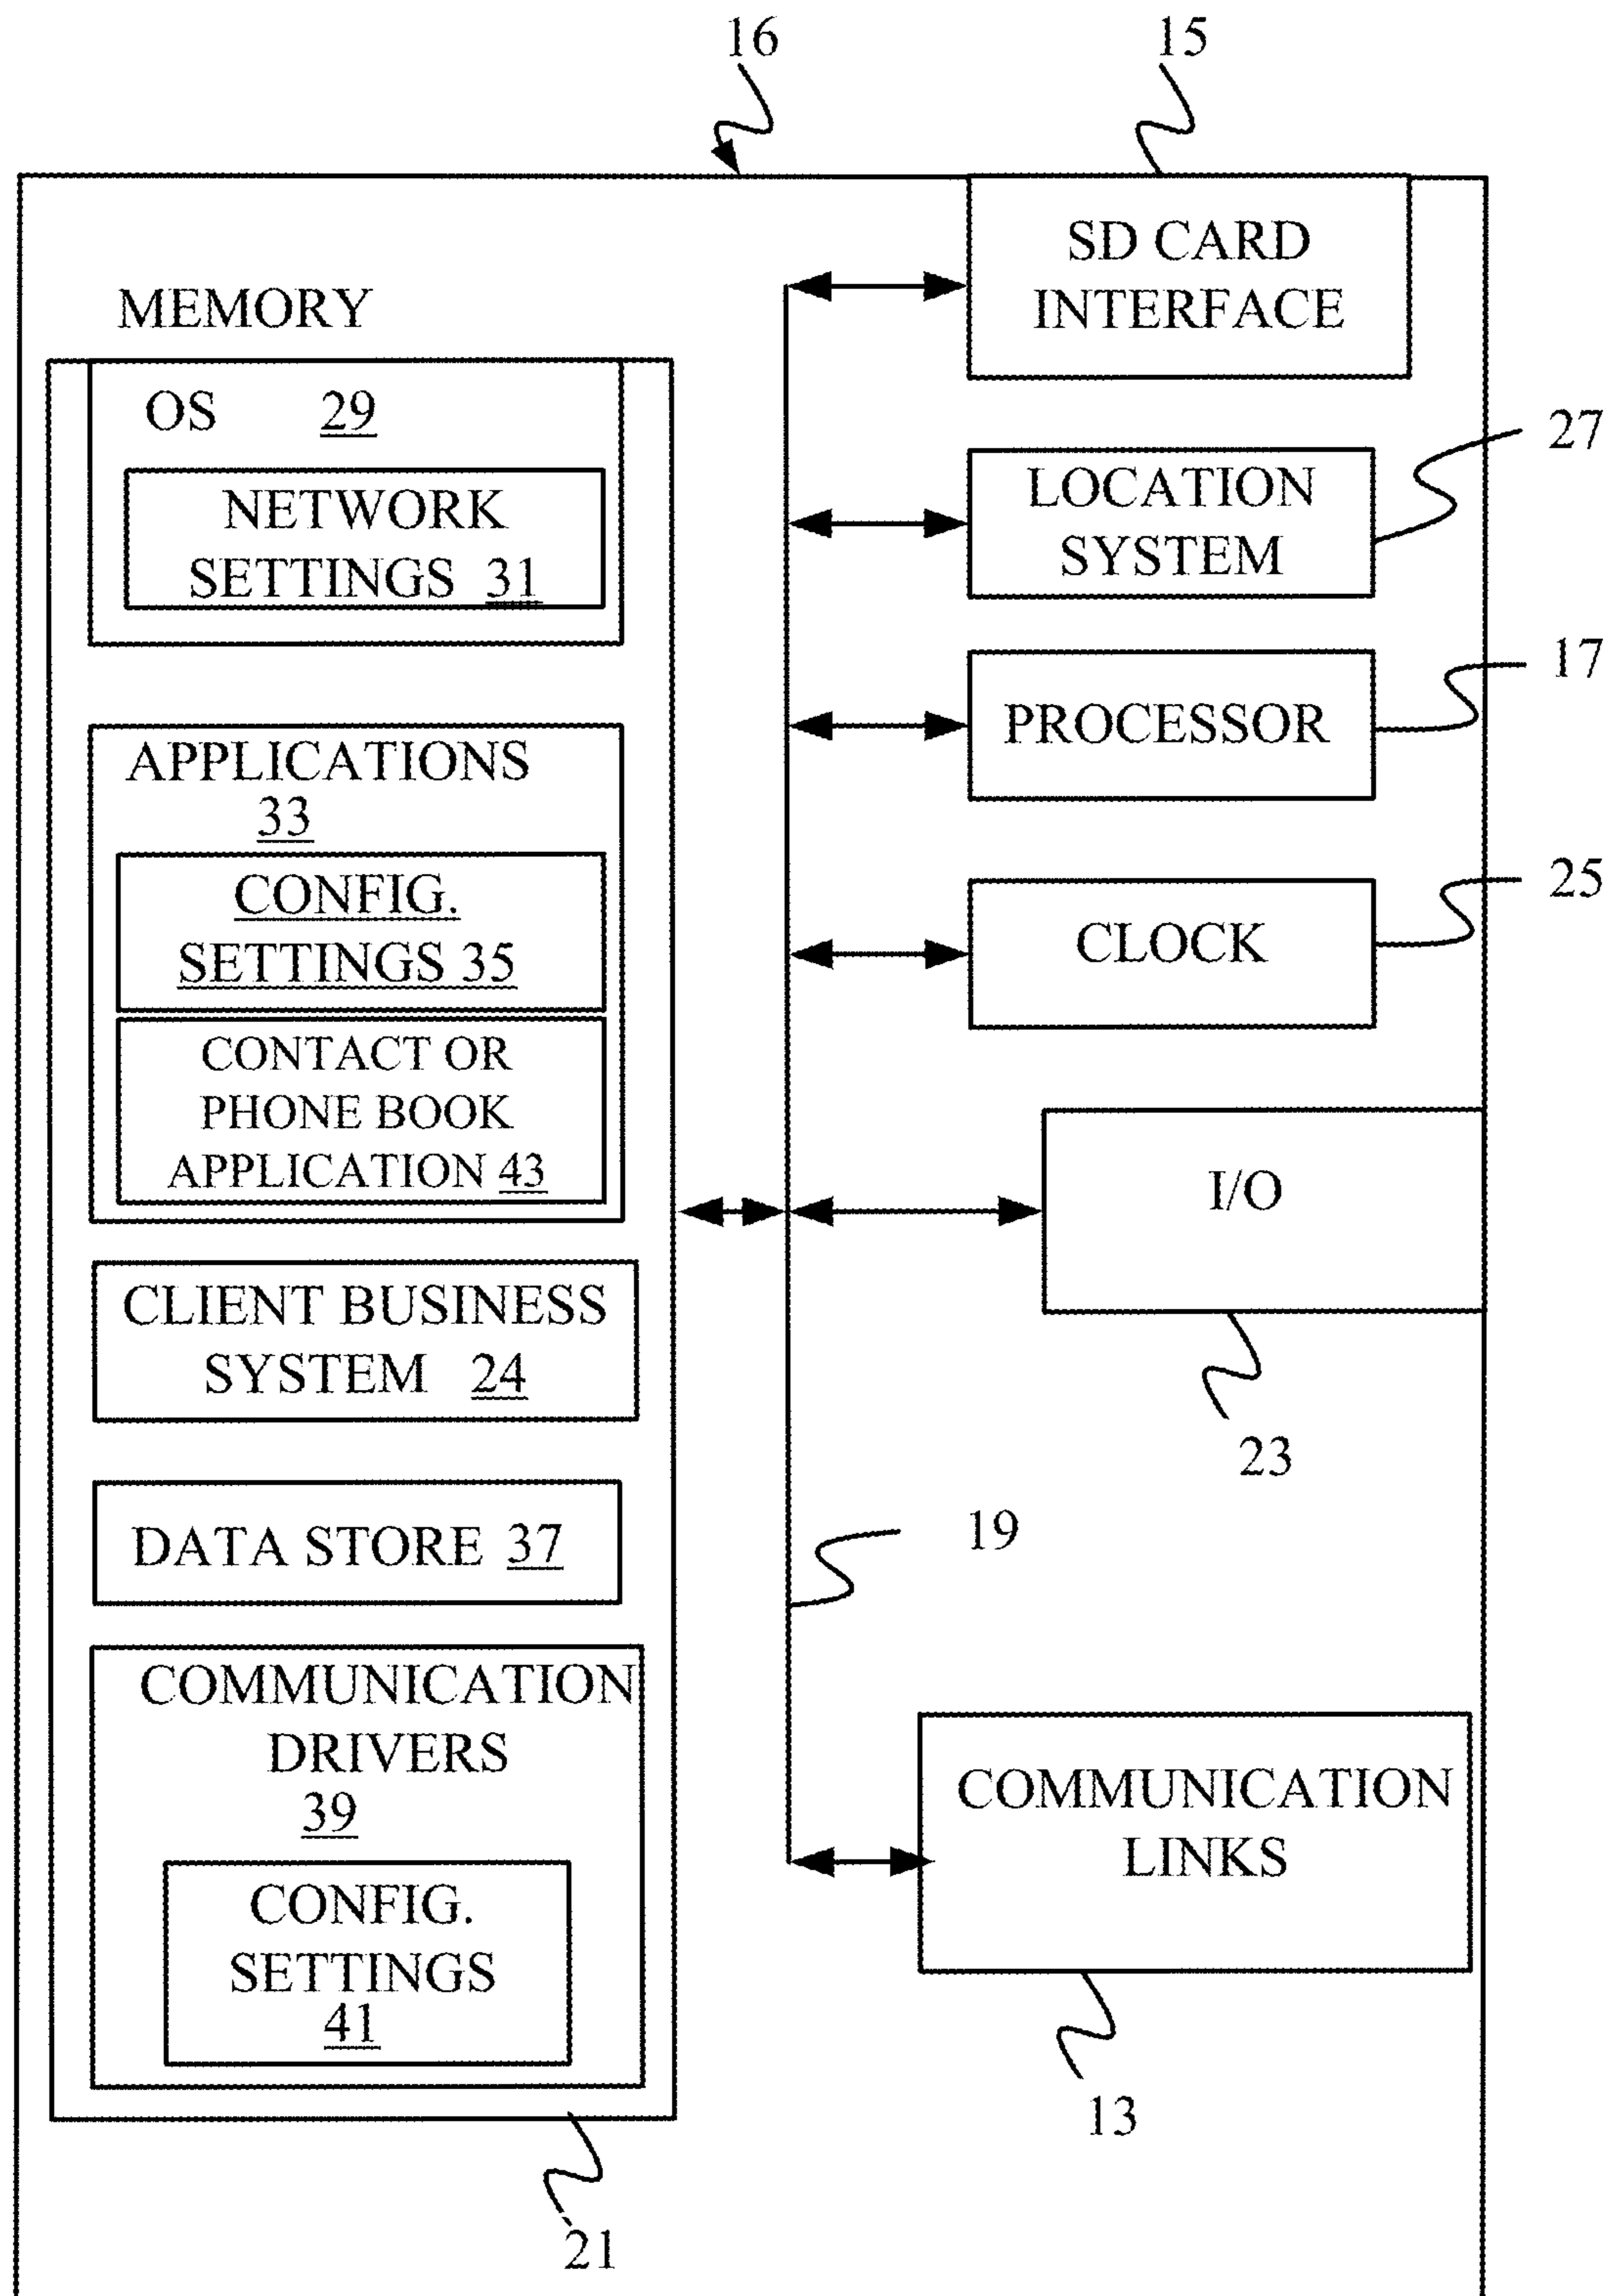 16
15
SD CARD
INTERFACE
MEMORY
OS 29
NETWORK
SETTINGS 31
27
LOCATION
SYSTEM
17
PROCESSOR
APPLICATIONS
33
CONFIG.
SETTINGS 35
25
CLOCK
CONTACT OR
PHONE BOOK
APPLICATION 43
I/O
23
CLIENT BUSINESS
SYSTEM 24
19
DATA STORE 37
COMMUNICATION
DRIVERS
39
CONFIG.
SETTINGS
41
COMMUNICATION
LINKS
13
21